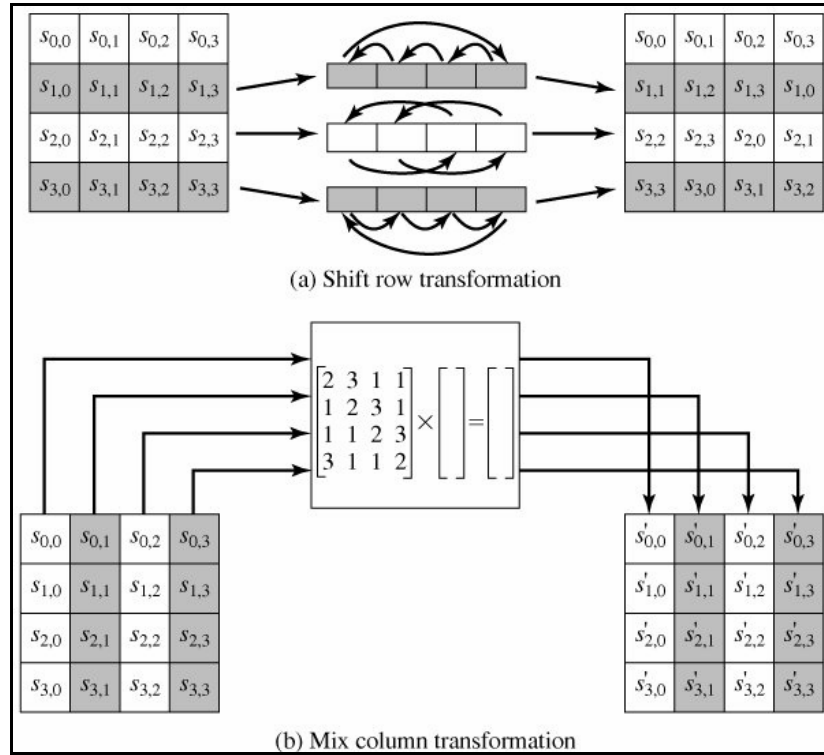 s0,0 s0,1 s0,2 s0,3 s0,0 s0,1 s0,2 s0,3
s1,0 s1,1 s1,2 s1,3 s1,1 s1,2 s1,3 s1,0
s2,0 s2,1 s2,2 s2,3 s2,2 s2,3 s2,0 s2,1
s3,0 s3,1 s3,2 s3,3 s3,3 s3,0 s3,1 s3,2
(a) Shift row transformation
2 3 1 1
1 2 3 1
1 1 2 3
3 1 1 2
× =
s0,0 s0,1 s0,2 s0,3 s'0,0 s'0,1 s'0,2 s'0,3
s1,0 s1,1 s1,2 s1,3 s'1,0 s'1,1 s'1,2 s'1,3
s2,0 s2,1 s2,2 s2,3 s'2,0 s'2,1 s'2,2 s'2,3
s3,0 s3,1 s3,2 s3,3 s'3,0 s'3,1 s'3,2 s'3,3
(b) Mix column transformation